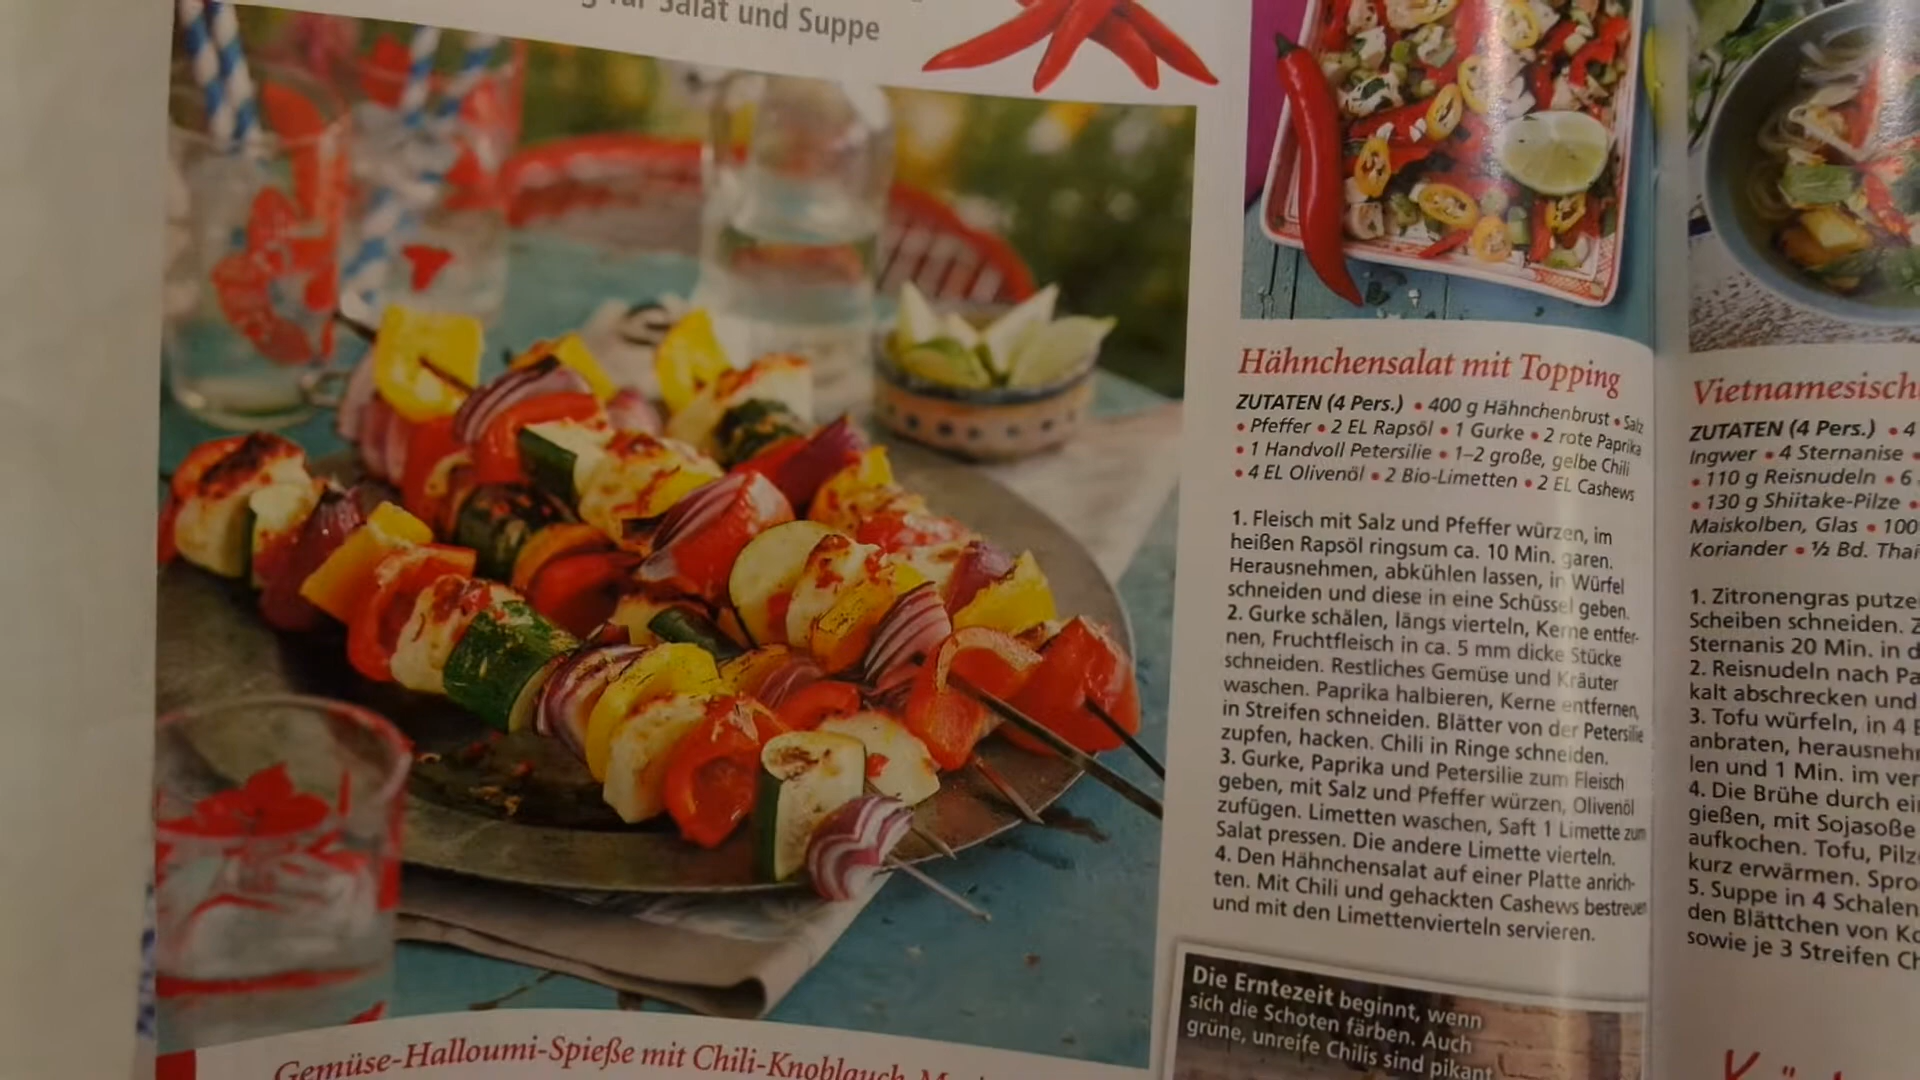 für Salat und Suppe
Gemüse-Halloumi-Spieße mit Chili-Knoblauch
Hähnchensalat mit Topping
ZUTATEN (4 Pers.) • 400 g Hähnchenbrust • Salz
• Pfeffer • 2 EL Rapsöl • 1 Gurke • 2 rote Paprika
• 1 Handvoll Petersilie • 1–2 große, gelbe Chili
• 4 EL Olivenöl • 2 Bio-Limetten • 2 EL Cashews
1. Fleisch mit Salz und Pfeffer würzen, im
heißen Rapsöl ringsum ca. 10 Min. garen.
Herausnehmen, abkühlen lassen, in Würfel
schneiden und diese in eine Schüssel geben.
2. Gurke schälen, längs vierteln, Kerne entfer-
nen, Fruchtfleisch in ca. 5 mm dicke Stücke
schneiden. Restliches Gemüse und Kräuter
waschen. Paprika halbieren, Kerne entfernen,
in Streifen schneiden. Blätter von der Petersilie
zupfen, hacken. Chili in Ringe schneiden.
3. Gurke, Paprika und Petersilie zum Fleisch
geben, mit Salz und Pfeffer würzen, Olivenöl
zufügen. Limetten waschen, Saft 1 Limette zum
Salat pressen. Die andere Limette vierteln.
4. Den Hähnchensalat auf einer Platte anrich-
ten. Mit Chili und gehackten Cashews bestreuen
und mit den Limettenvierteln servieren.
Die Erntezeit beginnt, wenn
sich die Schoten färben. Auch
grüne, unreife Chilis sind pikant
Vietnamesisch
ZUTATEN (4 Pers.) • 4
Ingwer • 4 Sternanise •
• 110 g Reisnudeln • 6
• 130 g Shiitake-Pilze •
Maiskolben, Glas • 100
Koriander • ½ Bd. Thai
1. Zitronengras putze
Scheiben schneiden. Z
Sternanis 20 Min. in d
2. Reisnudeln nach Pa
kalt abschrecken und
3. Tofu würfeln, in 4 E
anbraten, herausnehm
len und 1 Min. im ver
4. Die Brühe durch ei
gießen, mit Sojasoße
aufkochen. Tofu, Pilz
kurz erwärmen. Spro
5. Suppe in 4 Schalen
den Blättchen von Ko
sowie je 3 Streifen Ch